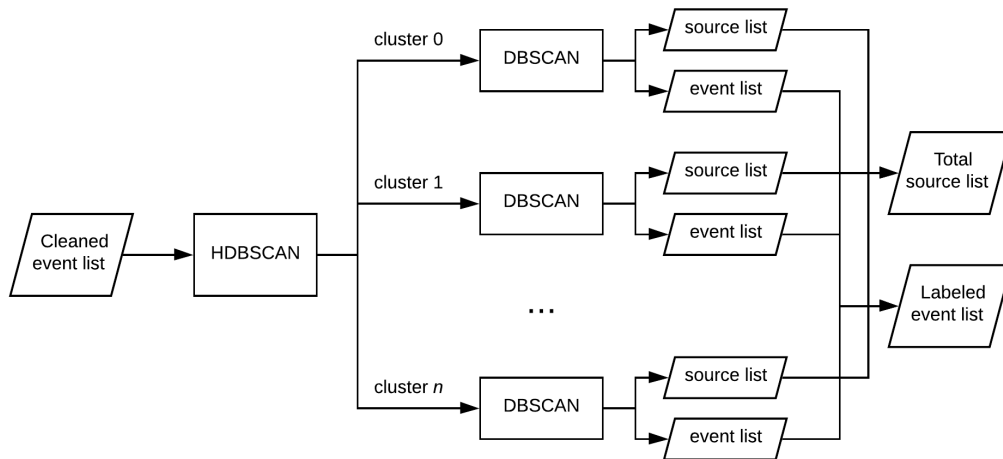 cluster 0
DBSCAN
source list
event list
cluster 1
DBSCAN
source list
event list
Total
source list
Cleaned
event list
HDBSCAN
Labeled
event list
...
cluster n
DBSCAN
source list
event list